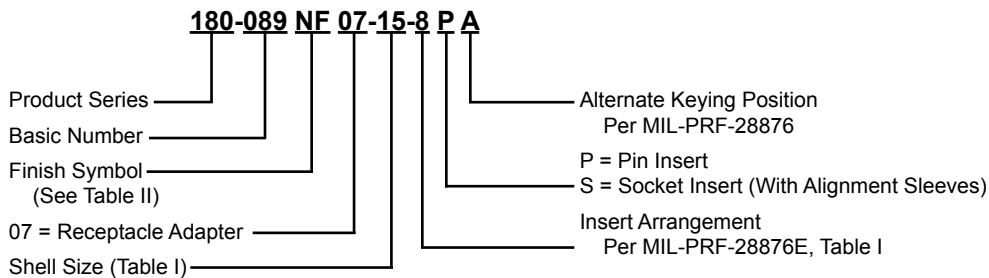 180-089 NF 07-15-8 P A
Product Series
Basic Number
Finish Symbol
(See Table II)
07 = Receptacle Adapter
Shell Size (Table I)
Alternate Keying Position
Per MIL-PRF-28876
P = Pin Insert
S = Socket Insert (With Alignment Sleeves)
Insert Arrangement
Per MIL-PRF-28876E, Table I